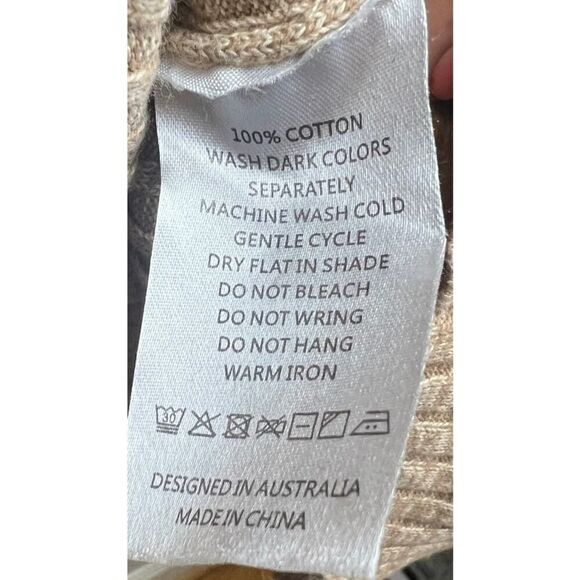 100% COTTON
WASH DARK COLORS
SEPARATELY
MACHINE WASH COLD
GENTLE CYCLE
DRY FLAT IN SHADE
DO NOT BLEACH
DO NOT WRING
DO NOT HANG
WARM IRON
30
DESIGNED IN AUSTRALIA
MADE IN CHINA